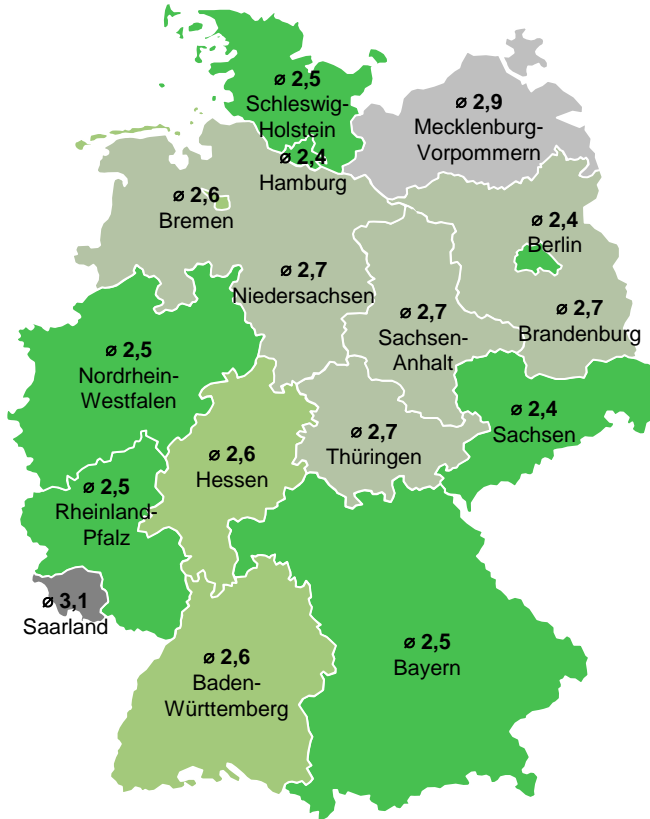 ø 2,5
Schleswig-
Holstein
ø 2,9
Mecklenburg-
Vorpommern
ø 2,4
Hamburg
ø 2,6
Bremen
ø 2,4
Berlin
ø 2,7
Niedersachsen
ø 2,7
Sachsen-
Anhalt
ø 2,7
Brandenburg
ø 2,5
Nordrhein-
Westfalen
ø 2,4
Sachsen
ø 2,7
Thüringen
ø 2,6
Hessen
ø 2,5
Rheinland-
Pfalz
ø 3,1
Saarland
ø 2,6
Baden-
Württemberg
ø 2,5
Bayern